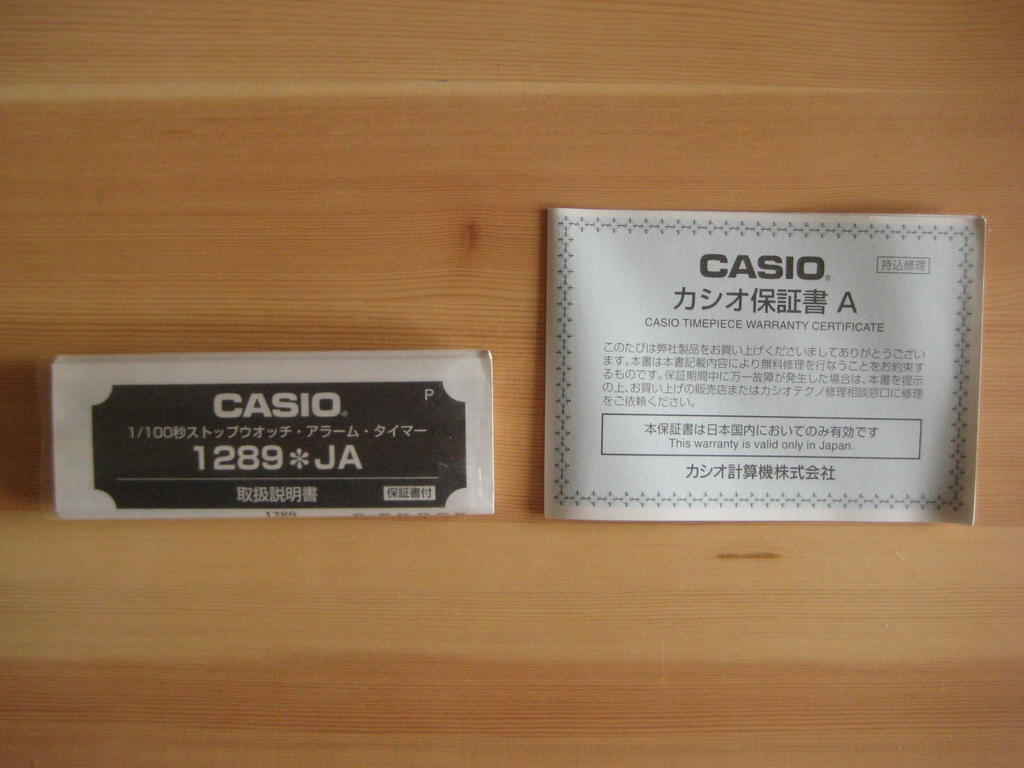 CASIO®
P
1/100秒ストップウオッチ・アラーム・タイマー
1289✻JA
取扱説明書
保証書付
1289
CASIO®
持込修理
カシオ保証書 A
CASIO TIMEPIECE WARRANTY CERTIFICATE
このたびは弊社製品をお買い上げくださいましてありがとうござい
ます。本書は本書記載内容により無料修理を行なうことをお約束す
るものです。保証期間中に万一故障が発生した場合は、本書を提示
の上、お買い上げの販売店またはカシオテクノ修理相談窓口に修理
をご依頼ください。
本保証書は日本国内においてのみ有効です
This warranty is valid only in Japan.
カシオ計算機株式会社